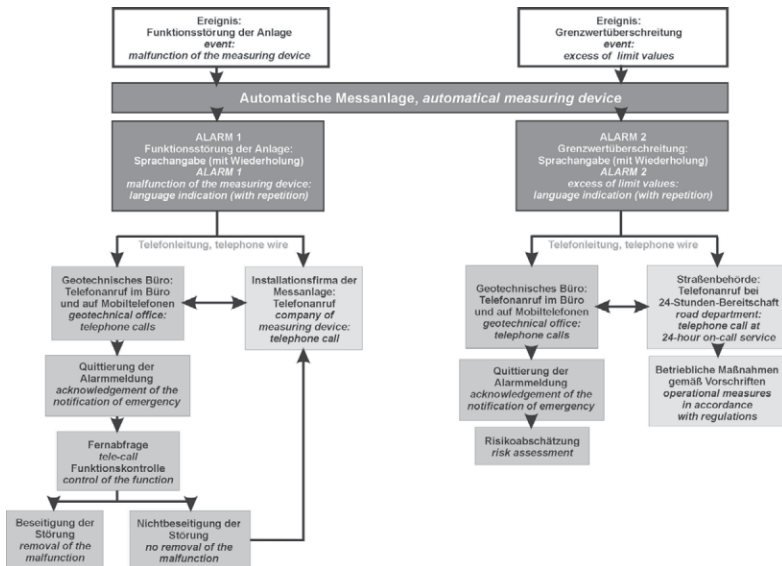 Ereignis:
Funktionsstörung der Anlage
event:
malfunction of the measuring device
Ereignis:
Grenzwertüberschreitung
event:
excess of limit values
Automatische Messanlage, automatical measuring device
ALARM 1
Funktionsstörung der Anlage:
Sprachangabe (mit Wiederholung)
ALARM 1
malfunction of the measuring device:
language indication (with repetition)
ALARM 2
Grenzwertüberschreitung:
Sprachangabe (mit Wiederholung)
ALARM 2
excess of limit values:
language indication (with repetition)
Telefonleitung, telephone wire
Telefonleitung, telephone wire
Geotechnisches Büro:
Telefonanruf im Büro
und auf Mobiltelefonen
geotechnical office:
telephone calls
Installationsfirma der
Messanlage:
Telefonanruf
company of
measuring device:
telephone call
Geotechnisches Büro:
Telefonanruf im Büro
und auf Mobiltelefonen
geotechnical office:
telephone calls
Straßenbehörde:
Telefonanruf bei
24-Stunden-Bereitschaft
road department:
telephone call at
24-hour on-call service
Quittierung der
Alarmmeldung
acknowledgement of the
notification of emergency
Quittierung der
Alarmmeldung
acknowledgement of the
notification of emergency
Betriebliche Maßnahmen
gemäß Vorschriften
operational measures
in accordance
with regulations
Fernabfrage
tele-call
Funktionskontrolle
control of the function
Risikoabschätzung
risk assessment
Beseitigung der
Störung
removal of the
malfunction
Nichtbeseitigung der
Störung
no removal of the
malfunction